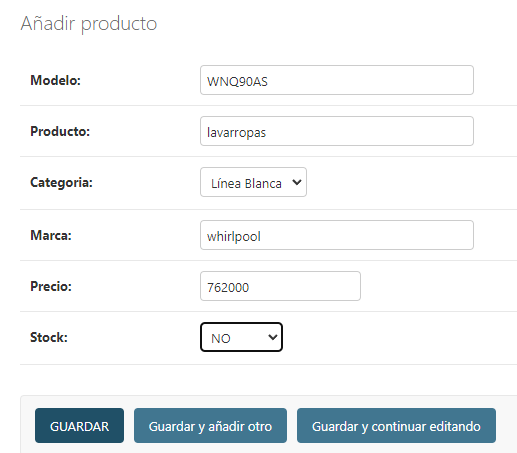 Añadir producto
Modelo: WNQ90AS
Producto: lavarropas
Categoria: Línea Blanca
Marca: whirlpool
Precio: 762000
Stock: NO
GUARDAR Guardar y añadir otro Guardar y continuar editando